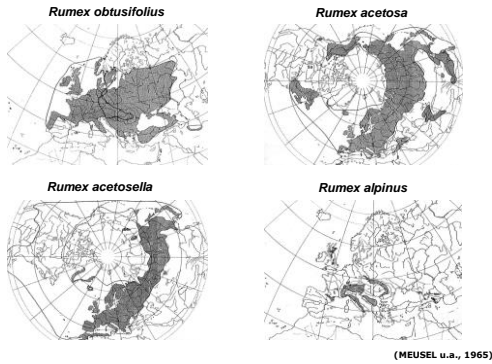 Rumex obtusifolius
Rumex acetosa
Rumex acetosella
Rumex alpinus
(MEUSEL u.a., 1965)